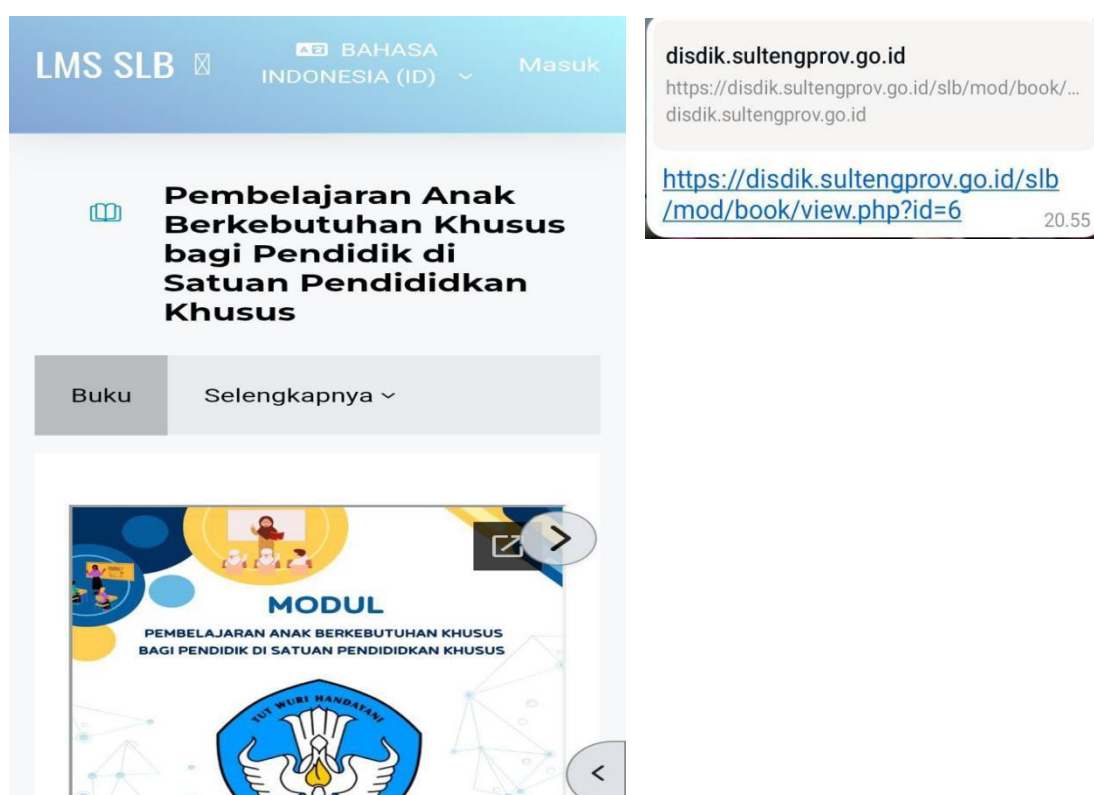 LMS SLB
BAHASA
INDONESIA (ID)
Masuk
Pembelajaran Anak
Berkebutuhan Khusus
bagi Pendidik di
Satuan Pendididkan
Khusus
Buku
Selengkapnya
MODUL
PEMBELAJARAN ANAK BERKEBUTUHAN KHUSUS
BAGI PENDIDIK DI SATUAN PENDIDIDKAN KHUSUS
TUT WURI HANDAYANI
disdik.sultengprov.go.id
https://disdik.sultengprov.go.id/slb/mod/book/...
disdik.sultengprov.go.id
https://disdik.sultengprov.go.id/slb
/mod/book/view.php?id=6
20.55